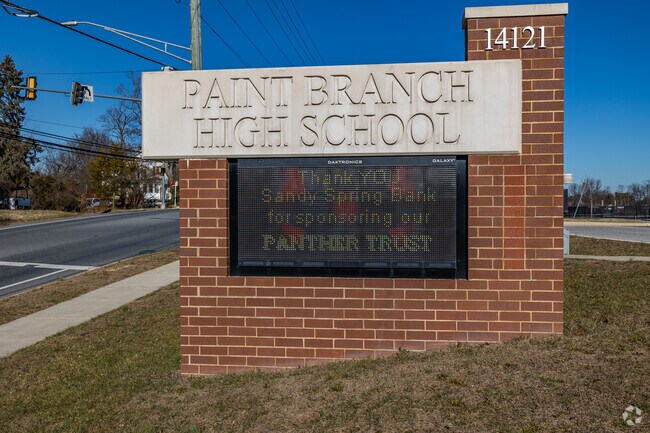 14121
PAINT BRANCH
HIGH SCHOOL
DAKTRONICS GALAXY
Thank YOU
Sandy Spring Bank
for sponsoring our
PANTHER TRUST